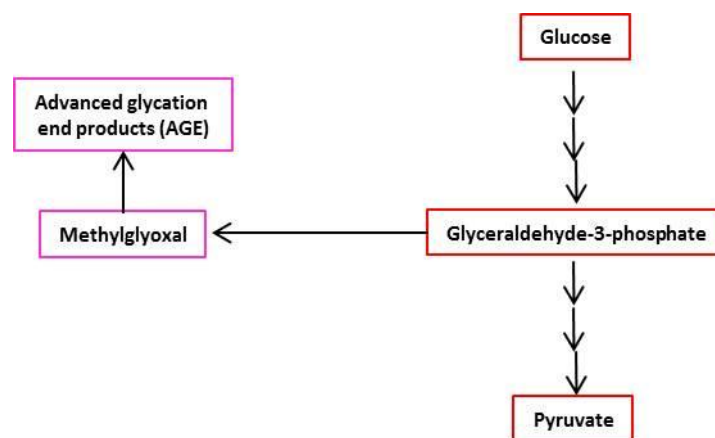 Glucose
Advanced glycation
end products (AGE)
Methylglyoxal
Glyceraldehyde-3-phosphate
Pyruvate